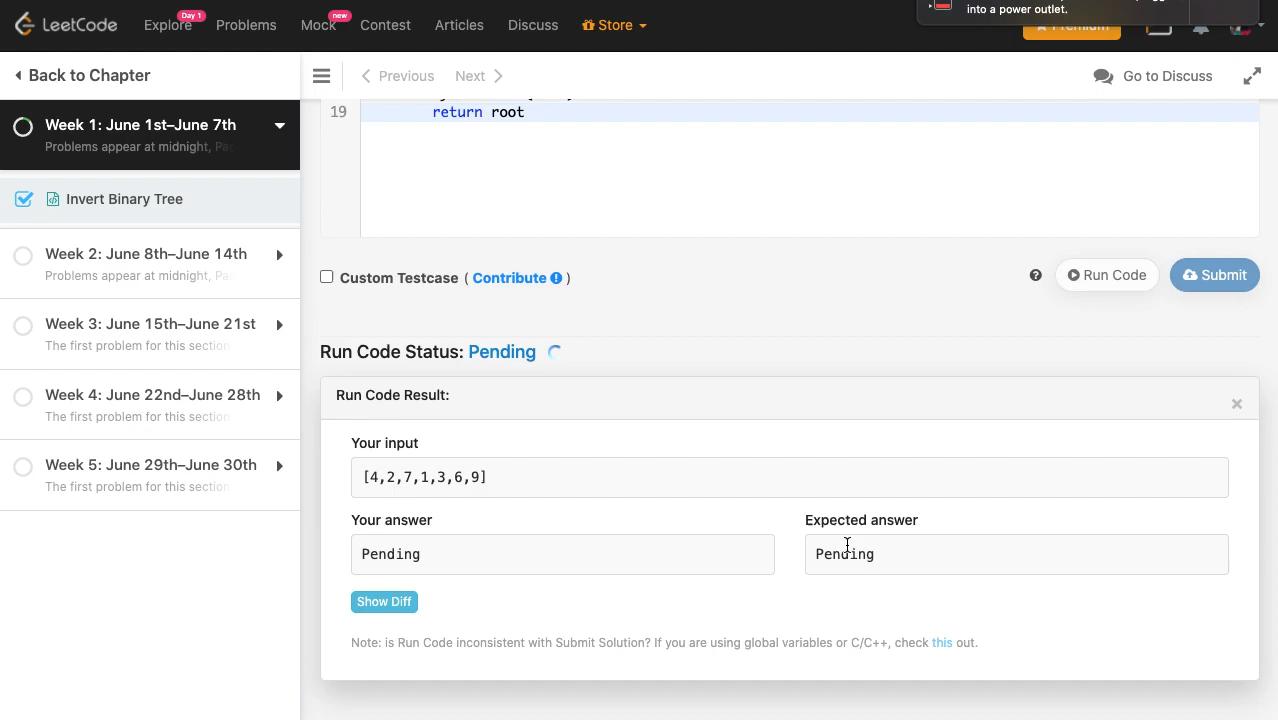 into a power outlet.
LeetCode
Explore
Day 1
Problems
Mock
new
Contest
Articles
Discuss
Store
Premium
Back to Chapter
Previous
Next
Go to Discuss
Week 1: June 1st–June 7th
Problems appear at midnight,
Invert Binary Tree
Week 2: June 8th–June 14th
Problems appear at midnight,
Week 3: June 15th–June 21st
The first problem for this section
Week 4: June 22nd–June 28th
The first problem for this section
Week 5: June 29th–June 30th
The first problem for this section
19
return root
Custom Testcase ( Contribute )
Run Code
Submit
Run Code Status: Pending
Run Code Result:
Your input
[4,2,7,1,3,6,9]
Your answer
Pending
Expected answer
Pending
Show Diff
Note: is Run Code inconsistent with Submit Solution? If you are using global variables or C/C++, check this out.